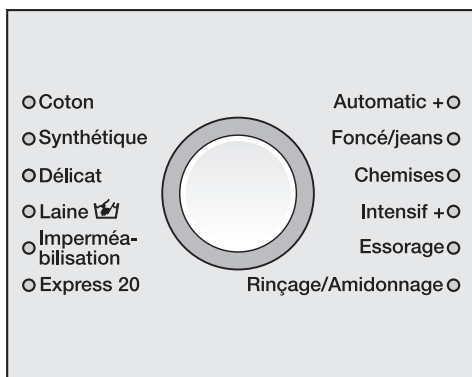 Coton
Synthétique
Délicat
Laine
Imperméa-
bilisation
Express 20
Automatic +
Foncé/jeans
Chemises
Intensif +
Essorage
Rinçage/Amidonnage